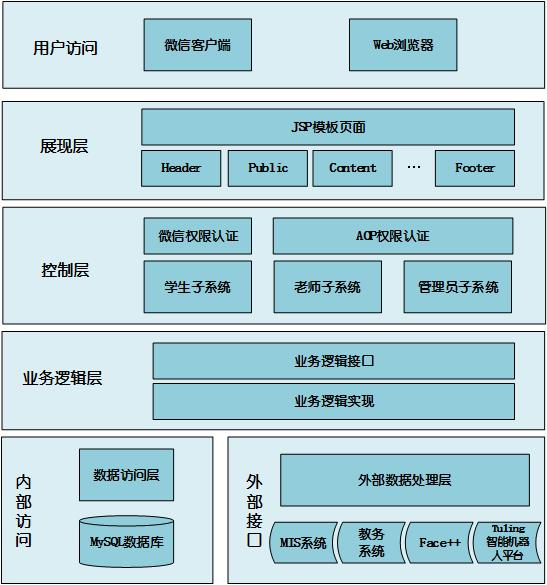 用户访问
微信客户端
Web浏览器
展现层
JSP模板页面
Header
Public
Content
...
Footer
控制层
微信权限认证
AOP权限认证
学生子系统
老师子系统
管理员子系统
业务逻辑层
业务逻辑接口
业务逻辑实现
内部访问
数据访问层
MySQL数据库
外部接口
外部数据处理层
MIS系统
教务
系统
Face++
Tuling
智能机器
人平台